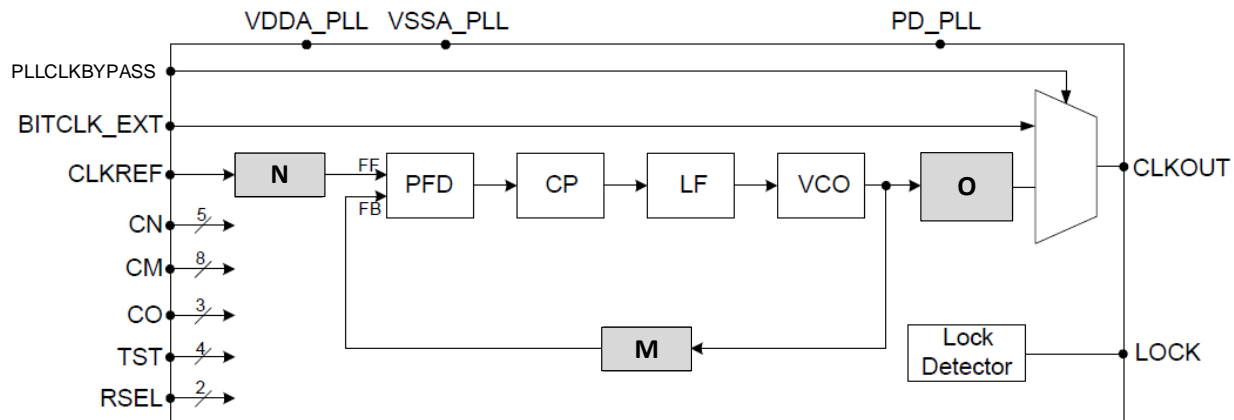 VDDA_PLL VSSA_PLL PD_PLL
PLLCLKBYPASS
BITCLK_EXT
CLKREF N FF PFD CP LF VCO O CLKOUT
FB
CN 5
CM 8
CO 3
TST 4 M Lock Detector LOCK
RSEL 2